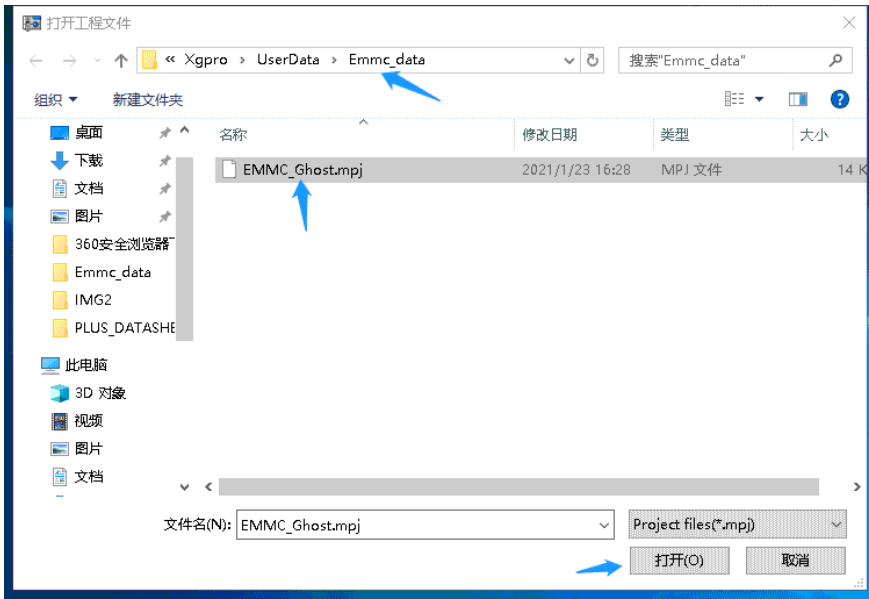 打开工程文件
« Xgpro › UserData › Emmc_data
搜索"Emmc_data"
组织 新建文件夹
名称 修改日期 类型 大小
EMMC_Ghost.mpj 2021/1/23 16:28 MPJ 文件 14 K
桌面
下载
文档
图片
360安全浏览器
Emmc_data
IMG2
PLUS_DATASHE
此电脑
3D 对象
视频
图片
文档
文件名(N): EMMC_Ghost.mpj Project files(*.mpj)
打开(O) 取消